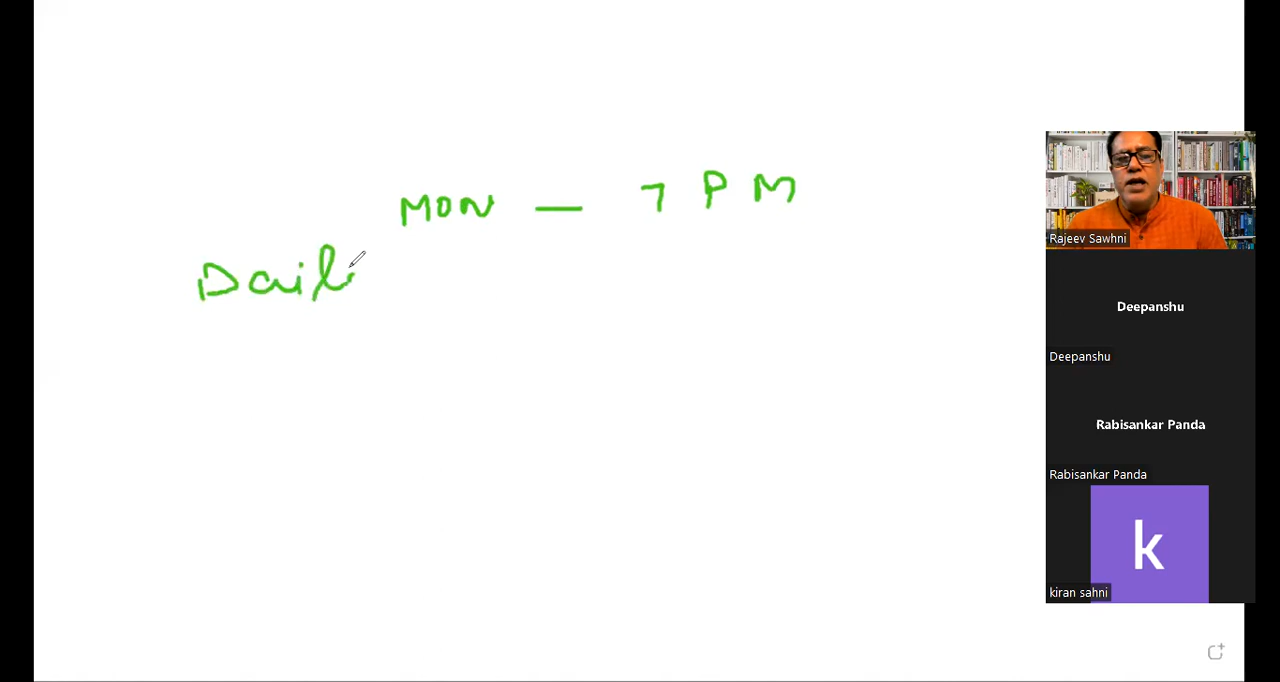 MON — 7 PM
Dail
Rajeev Sawhni
Deepanshu
Deepanshu
Rabisankar Panda
Rabisankar Panda
k
kiran sahni